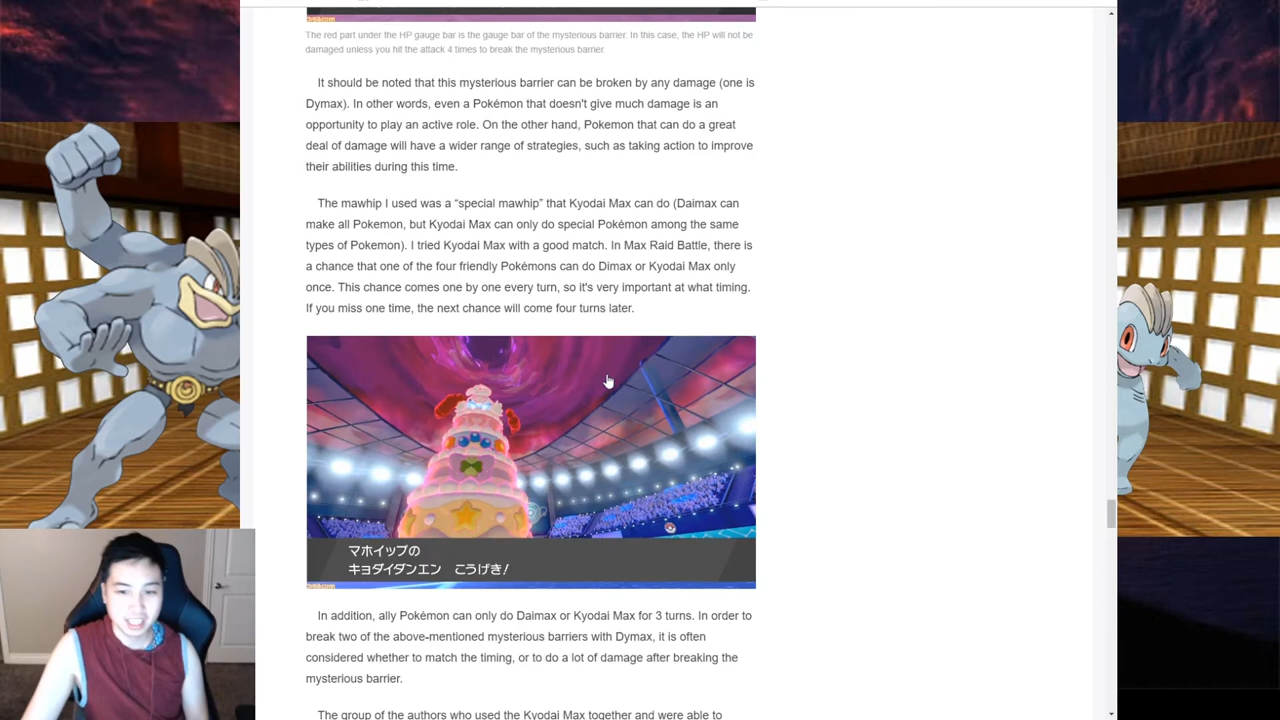 The red part under the HP gauge bar is the gauge bar of the mysterious barrier. In this case, the HP will not be
damaged unless you hit the attack 4 times to break the mysterious barrier.
It should be noted that this mysterious barrier can be broken by any damage (one is
Dymax). In other words, even a Pokémon that doesn't give much damage is an
opportunity to play an active role. On the other hand, Pokemon that can do a great
deal of damage will have a wider range of strategies, such as taking action to improve
their abilities during this time.
The mawhip I used was a “special mawhip” that Kyodai Max can do (Daimax can
make all Pokemon, but Kyodai Max can only do special Pokémon among the same
types of Pokemon). I tried Kyodai Max with a good match. In Max Raid Battle, there is
a chance that one of the four friendly Pokémons can do Dimax or Kyodai Max only
once. This chance comes one by one every turn, so it's very important at what timing.
If you miss one time, the next chance will come four turns later.
マホイップの
キョダイダンエン こうげき!
In addition, ally Pokémon can only do Daimax or Kyodai Max for 3 turns. In order to
break two of the above-mentioned mysterious barriers with Dymax, it is often
considered whether to match the timing, or to do a lot of damage after breaking the
mysterious barrier.
The group of the authors who used the Kyodai Max together and were able to